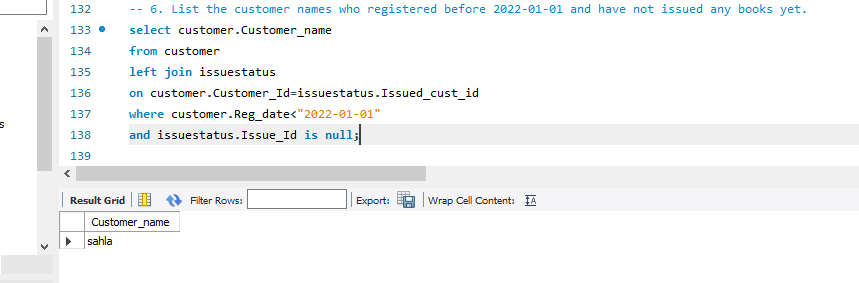 132 -- 6. List the customer names who registered before 2022-01-01 and have not issued any books yet.
133 select customer.Customer_name
134 from customer
135 left join issuestatus
136 on customer.Customer_Id=issuestatus.Issued_cust_id
137 where customer.Reg_date<"2022-01-01"
s
138 and issuestatus.Issue_Id is null;
139
Result Grid Filter Rows: Export: Wrap Cell Content: IA
Customer_name
sahla